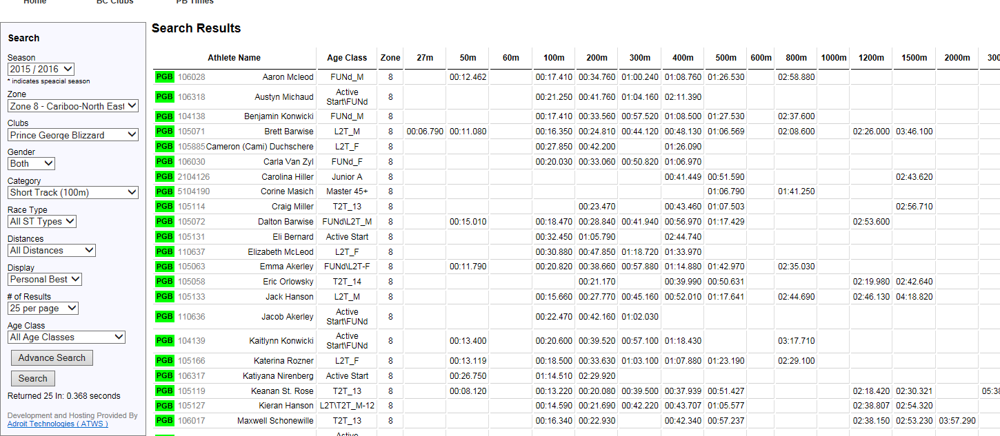 Home BC Clubs PB Times
Search
Season
2015 / 2016
* indicates speacial season
Zone
Zone 8 - Cariboo-North East
Clubs
Prince George Blizzard
Gender
Both
Category
Short Track (100m)
Race Type
All ST Types
Distances
All Distances
Display
Personal Best
# of Results
25 per page
Age Class
All Age Classes
Advance Search
Search
Returned 25 In: 0.368 seconds
Development and Hosting Provided By
Adroit Technologies ( ATWS )
Search Results
Athlete Name Age Class Zone 27m 50m 60m 100m 200m 300m 400m 500m 600m 800m 1000m 1200m 1500m 2000m 300
PGB 106028 Aaron Mcleod FUNd_M 8 00:12.462 00:17.410 00:34.760 01:00.240 01:08.760 01:26.530 02:58.880
PGB 106318 Austyn Michaud Active Start\FUNd 8 00:21.250 00:41.760 01:04.160 02:11.390
PGB 104138 Benjamin Konwicki FUNd_M 8 00:17.410 00:33.560 00:57.520 01:08.500 01:27.530 02:37.600
PGB 105071 Brett Barwise L2T_M 8 00:06.790 00:11.080 00:16.350 00:24.810 00:44.120 00:48.130 01:06.569 02:08.600 02:26.000 03:46.100
PGB 105885 Cameron (Cami) Duchschere L2T_F 8 00:27.850 00:42.200 01:26.090
PGB 106030 Carla Van Zyl FUNd_F 8 00:20.030 00:33.060 00:50.820 01:06.970
PGB 2104126 Carolina Hiller Junior A 8 00:41.449 00:51.590 02:43.620
PGB 5104190 Corine Masich Master 45+ 8 01:06.790 01:41.250
PGB 105114 Craig Miller T2T_13 8 00:23.470 00:43.460 01:07.503 02:56.710
PGB 105072 Dalton Barwise FUNd\L2T_M 8 00:15.010 00:18.470 00:28.840 00:41.940 00:56.970 01:17.429 02:53.600
PGB 105131 Eli Bernard Active Start 8 00:32.450 01:05.790 02:44.740
PGB 110637 Elizabeth McLeod L2T_F 8 00:30.880 00:47.850 01:18.720 01:33.970
PGB 105063 Emma Akerley FUNd\L2T-F 8 00:11.790 00:20.820 00:38.660 00:57.880 01:14.880 01:42.970 02:35.030
PGB 105058 Eric Orlowsky T2T_14 8 00:21.170 00:39.990 00:50.631 02:19.980 02:42.640
PGB 105133 Jack Hanson L2T_M 8 00:15.660 00:27.770 00:45.160 00:52.010 01:17.641 02:44.690 02:46.130 04:18.820
PGB 110636 Jacob Akerley Active Start\FUNd 8 00:22.470 00:42.160 01:02.030
PGB 104139 Kaitlynn Konwicki Active Start\FUNd 8 00:13.400 00:20.600 00:39.520 00:57.100 01:18.430 03:17.710
PGB 105166 Katerina Rozner L2T_F 8 00:13.119 00:18.500 00:33.630 01:03.100 01:07.880 01:23.190 02:29.100
PGB 106317 Katiyana Nirenberg Active Start 8 00:26.750 01:14.510 02:29.920
PGB 105119 Keanan St. Rose T2T_13 8 00:08.120 00:13.220 00:20.080 00:39.500 00:37.939 00:51.427 02:18.420 02:30.321 05:38
PGB 105127 Kieran Hanson L2T\T2T_M-12 8 00:14.590 00:21.690 00:42.220 00:43.707 01:05.577 02:38.807 02:54.320
PGB 106017 Maxwell Schonewille T2T_13 8 00:16.340 00:22.930 00:42.340 00:57.237 02:38.150 02:53.230 03:57.290
Active